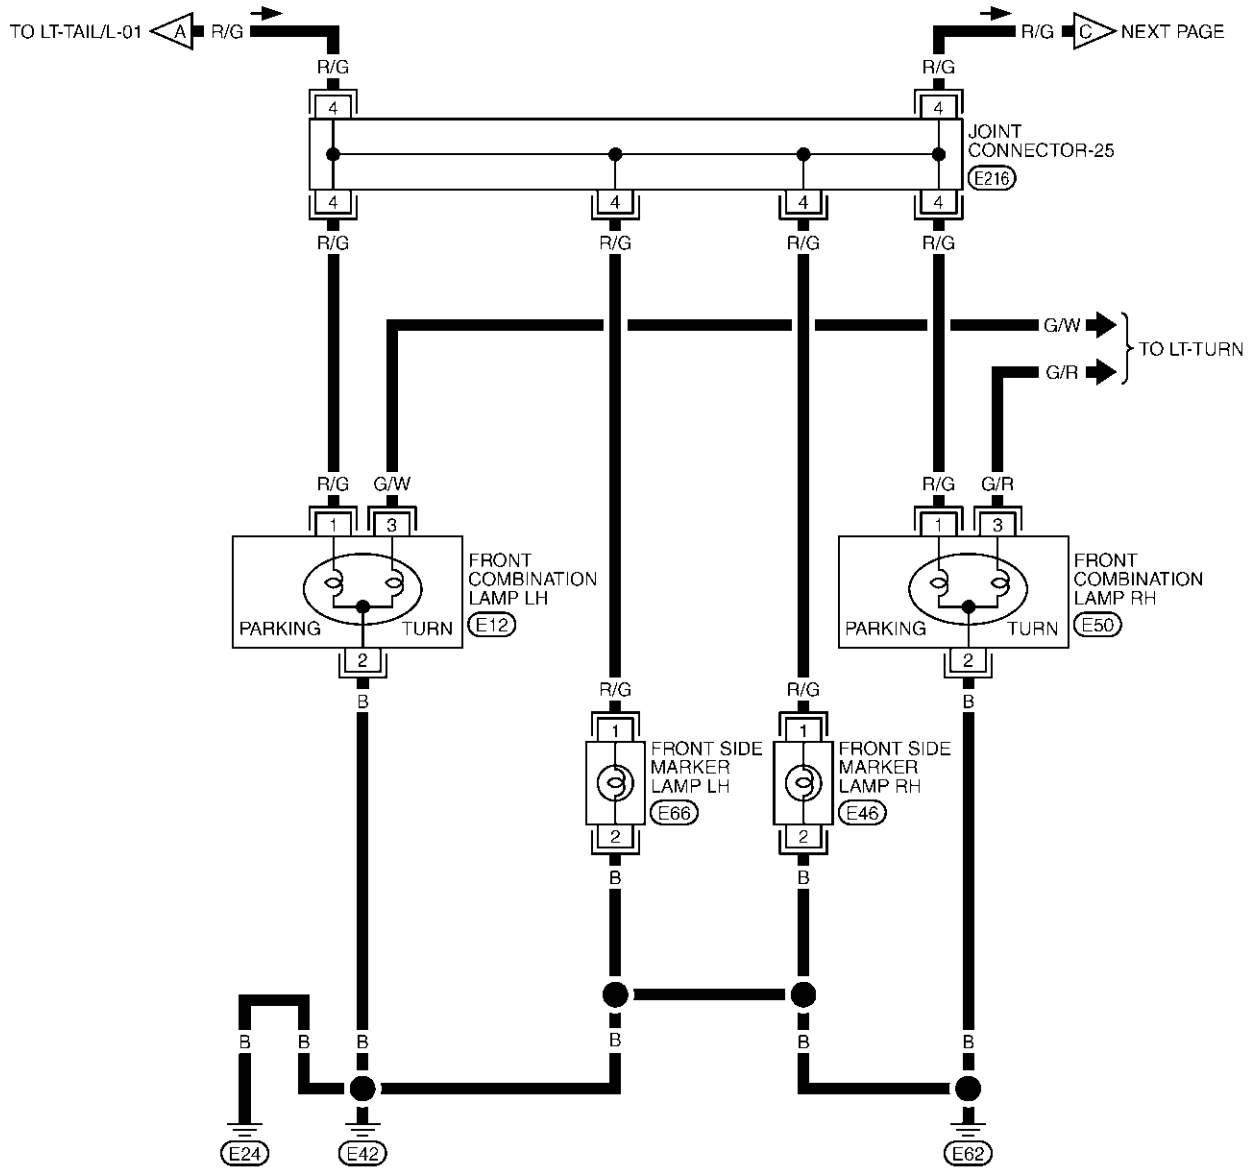 TO LT-TAIL/L-01 A R/G R/G C NEXT PAGE
R/G R/G
4 4
JOINT
CONNECTOR-25
E216
4 4 4 4
R/G R/G R/G R/G
G/W
TO LT-TURN
G/R
R/G G/W R/G G/R
1 3 1 3
FRONT
COMBINATION
LAMP LH
E12
PARKING TURN
FRONT
COMBINATION
LAMP RH
E50
PARKING TURN
2 2
B B
R/G R/G
1 1
FRONT SIDE
MARKER
LAMP LH
E66
FRONT SIDE
MARKER
LAMP RH
E46
2 2
B B
B B B B B B
E24 E42 E62